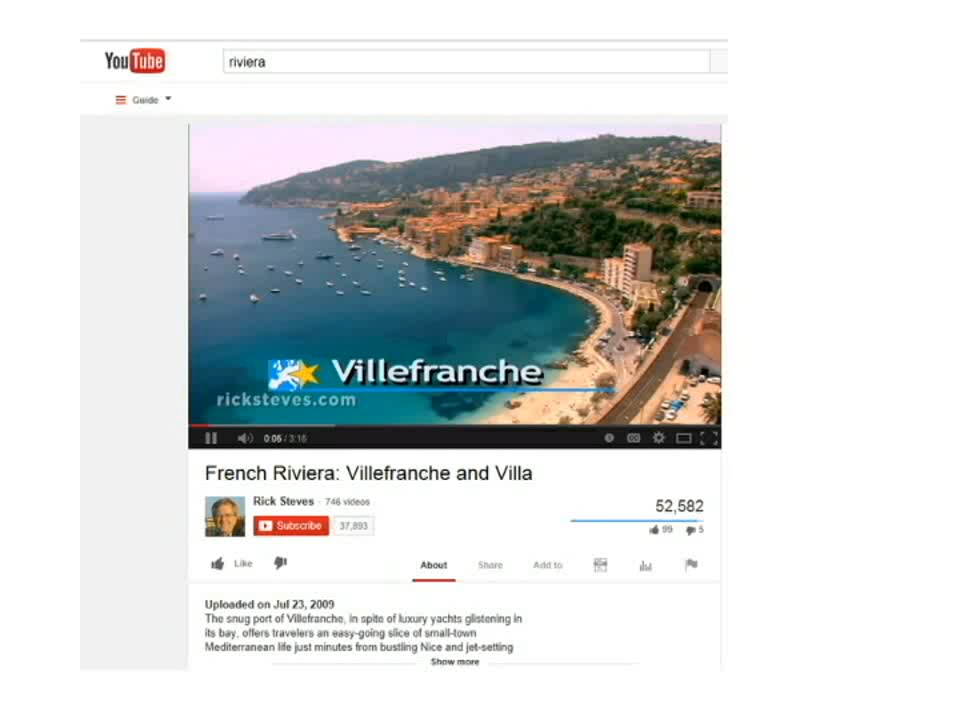 YouTube
riviera
Guide
Villefranche
ricksteves.com
0:05 / 3:16
CC
French Riviera: Villefranche and Villa
Rick Steves · 746 videos
Subscribe 37,893
52,582
99 5
Like
About Share Add to
Uploaded on Jul 23, 2009
The snug port of Villefranche, in spite of luxury yachts glistening in
its bay, offers travelers an easy-going slice of small-town
Mediterranean life just minutes from bustling Nice and jet-setting
Show more